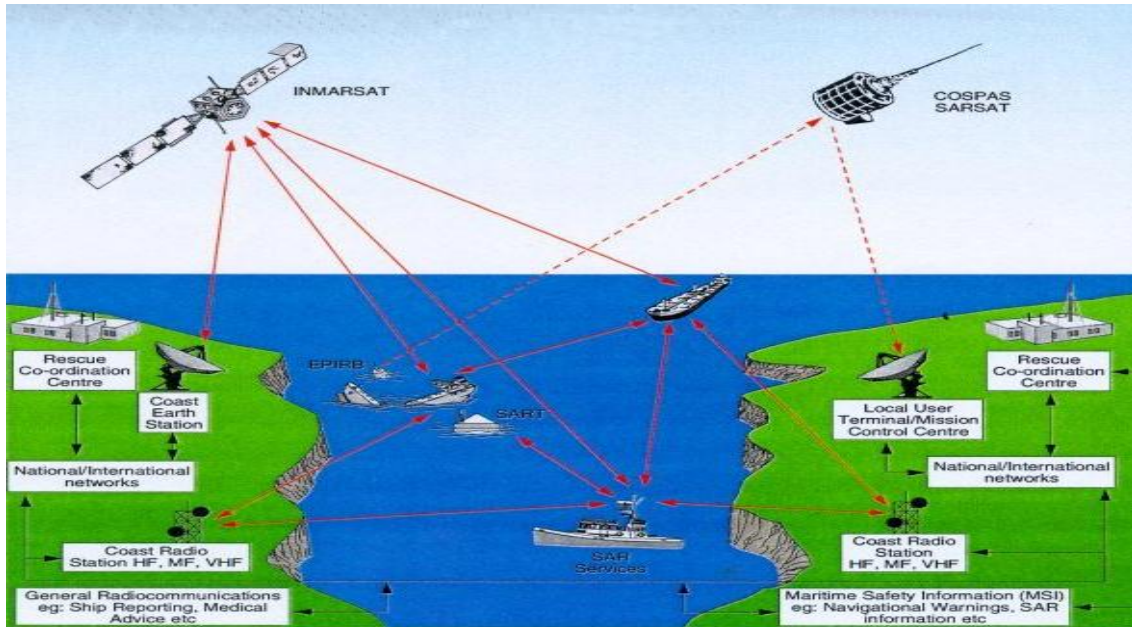 INMARSAT
COSPAS
SARSAT
Rescue
Co-ordination
Centre
Coast
Earth
Station
National/International
networks
Coast Radio
Station HF, MF, VHF
General Radiocommunications
eg: Ship Reporting, Medical
Advice etc
EPIRB
SART
SAR
Services
Rescue
Co-ordination
Centre
Local User
Terminal/Mission
Control Centre
National/International
networks
Coast Radio
Station
HF, MF, VHF
Maritime Safety Information (MSI)
eg: Navigational Warnings, SAR
information etc